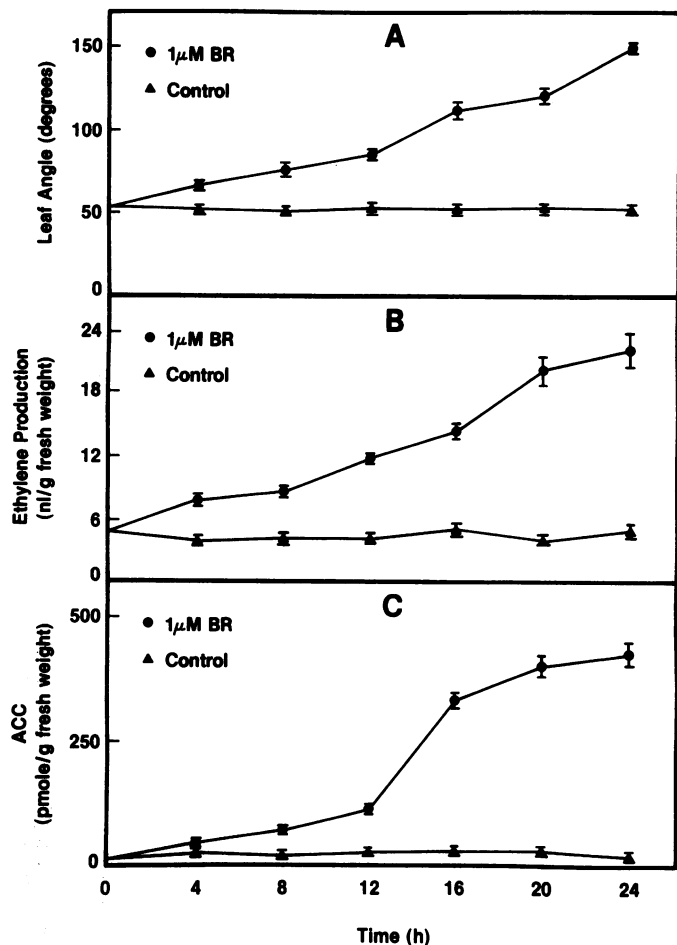 A
1μM BR
Control
150
100
50
0
Leaf Angle (degrees)
B
1μM BR
Control
24
18
12
6
0
Ethylene Production
(nl/g fresh weight)
C
1μM BR
Control
500
250
0
ACC
(pmole/g fresh weight)
0 4 8 12 16 20 24
Time (h)